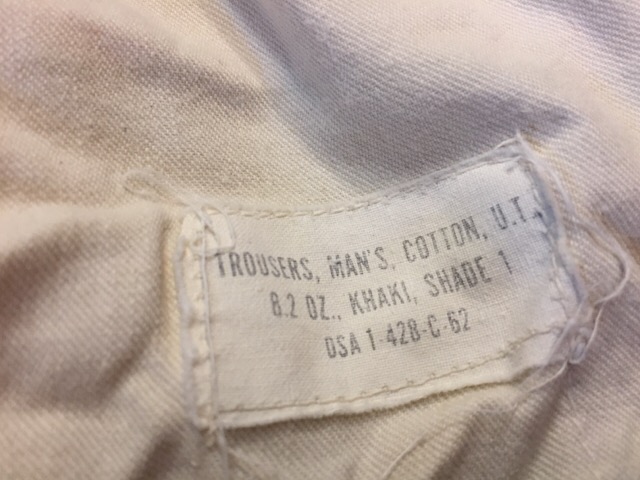 TROUSERS, MAN'S, COTTON, U.T.,
8.2 OZ., KHAKI, SHADE 1
DSA 1-428-C-62